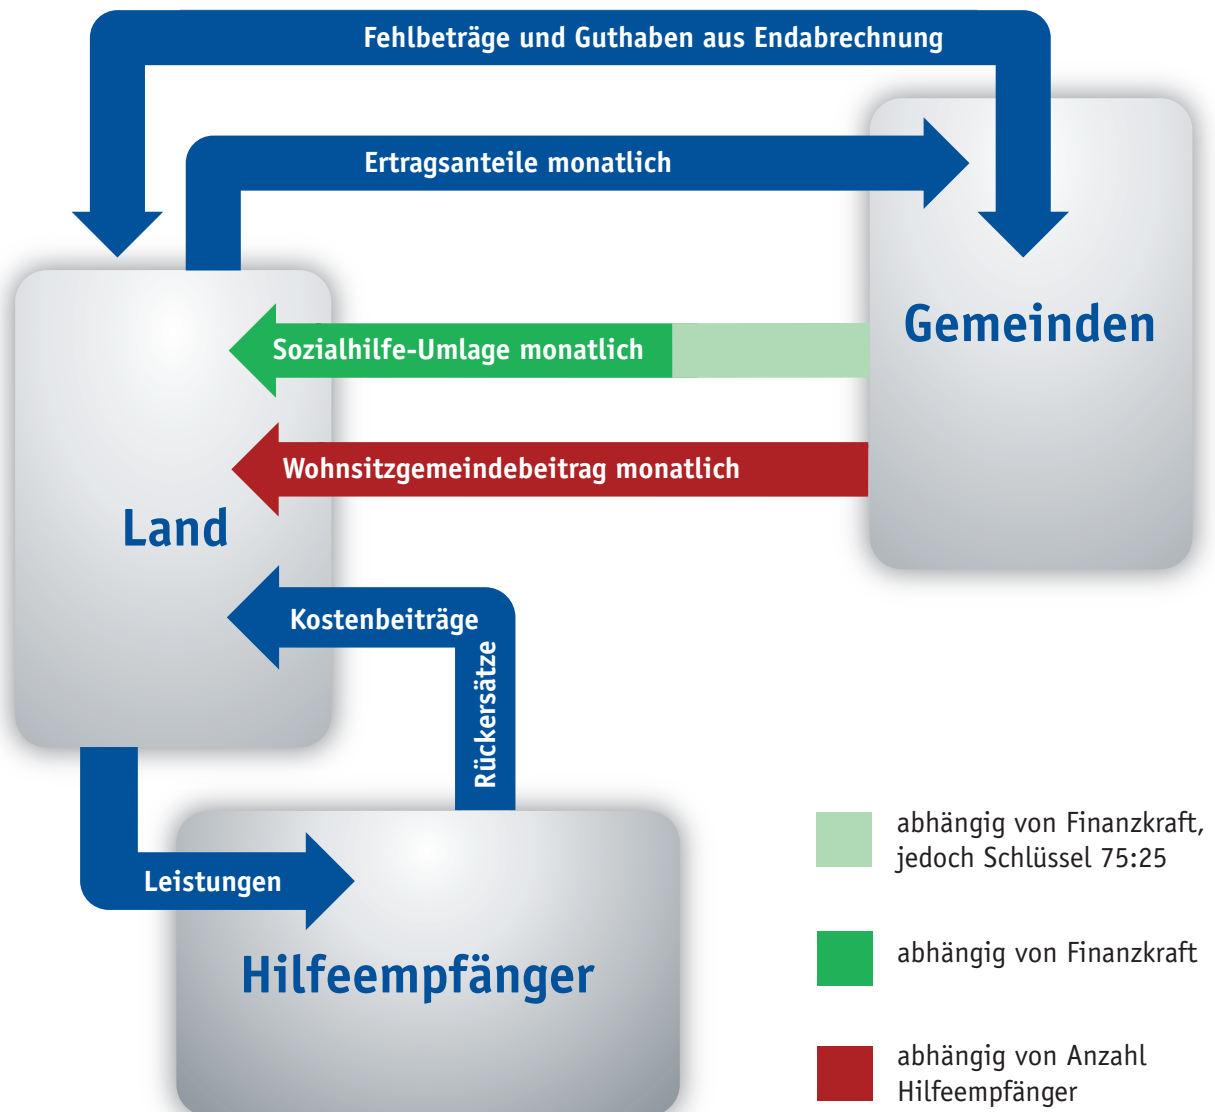 Fehlbeträge und Guthaben aus Endabrechnung
Ertragsanteile monatlich
Gemeinden
Sozialhilfe-Umlage monatlich
Wohnsitzgemeindebeitrag monatlich
Land
Kostenbeiträge
Rückersätze
Leistungen
Hilfeempfänger
abhängig von Finanzkraft,
jedoch Schlüssel 75:25
abhängig von Finanzkraft
abhängig von Anzahl
Hilfeempfänger